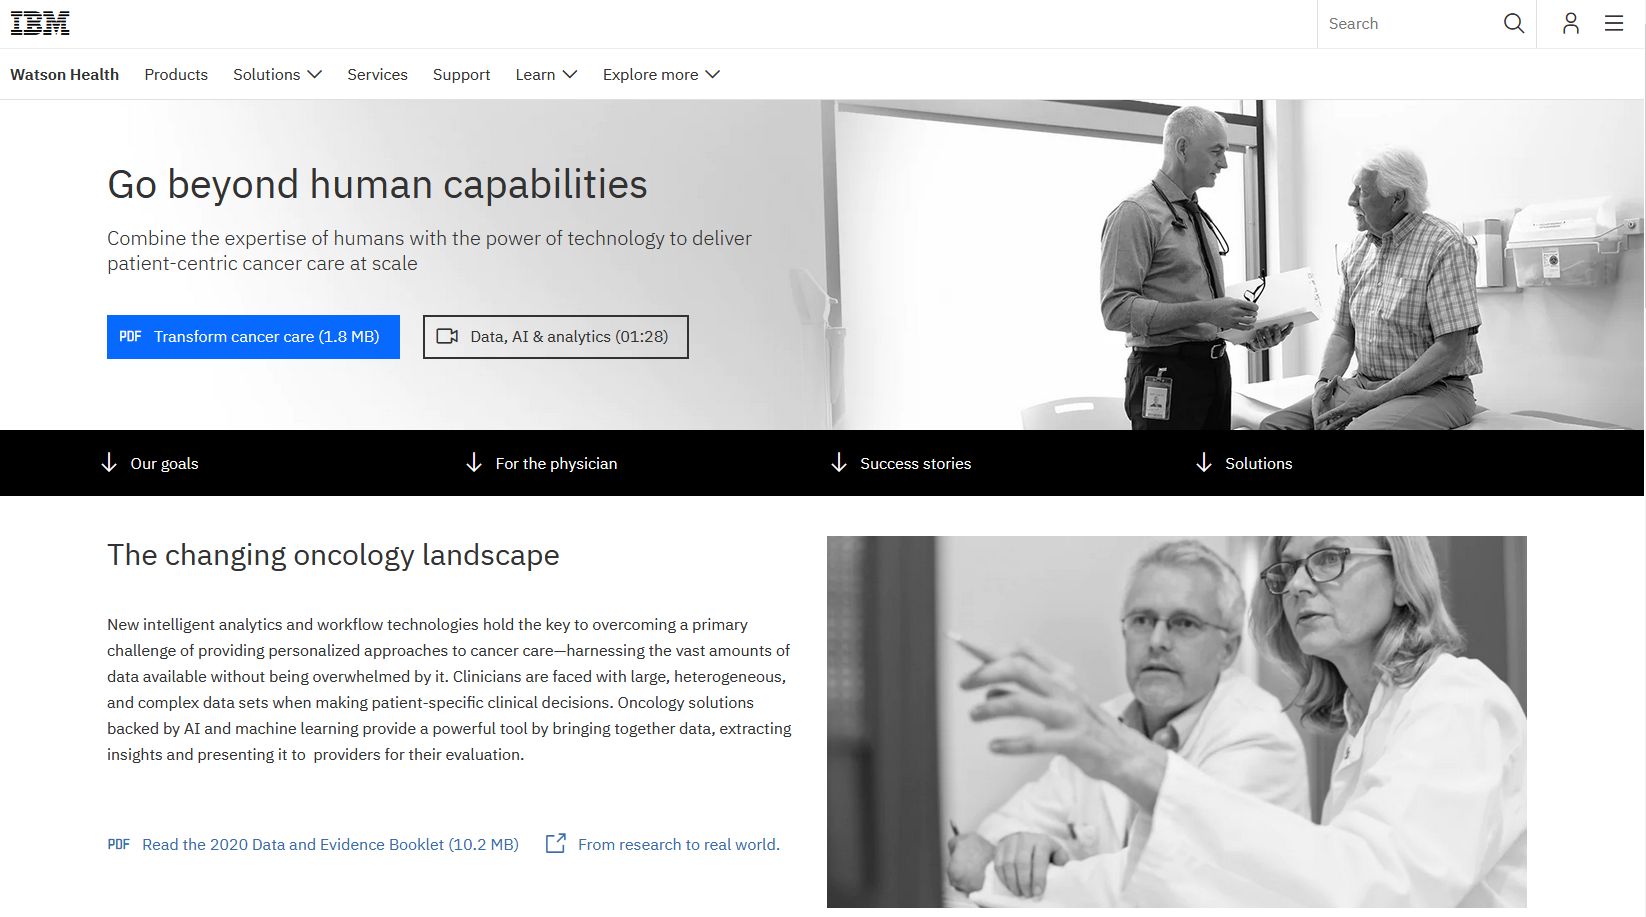 IBM
Search
Watson Health
Products
Solutions
Services
Support
Learn
Explore more
Go beyond human capabilities
Combine the expertise of humans with the power of technology to deliver
patient-centric cancer care at scale
PDF Transform cancer care (1.8 MB)
Data, AI & analytics (01:28)
Our goals
For the physician
Success stories
Solutions
The changing oncology landscape
New intelligent analytics and workflow technologies hold the key to overcoming a primary
challenge of providing personalized approaches to cancer care—harnessing the vast amounts of
data available without being overwhelmed by it. Clinicians are faced with large, heterogeneous,
and complex data sets when making patient-specific clinical decisions. Oncology solutions
backed by AI and machine learning provide a powerful tool by bringing together data, extracting
insights and presenting it to  providers for their evaluation.
PDF Read the 2020 Data and Evidence Booklet (10.2 MB)
From research to real world.